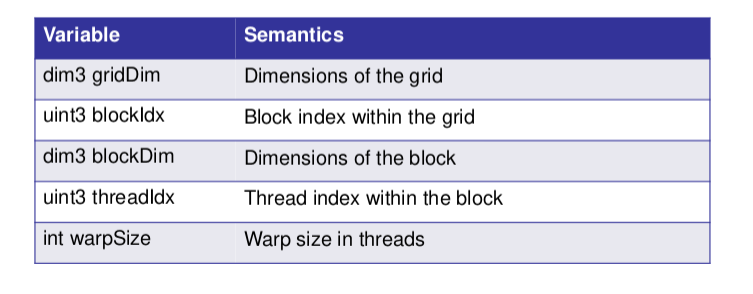 Variable Semantics
dim3 gridDim Dimensions of the grid
uint3 blockIdx Block index within the grid
dim3 blockDim Dimensions of the block
uint3 threadIdx Thread index within the block
int warpSize Warp size in threads